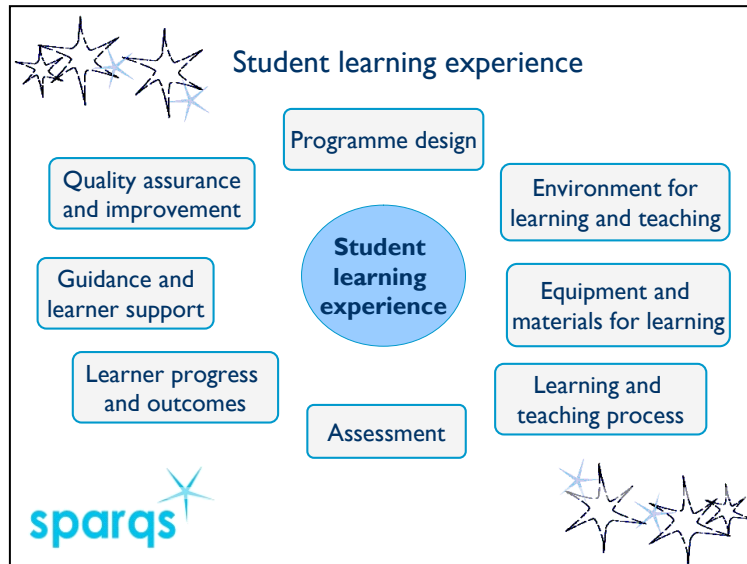 Student learning experience
Programme design
Quality assurance
and improvement
Environment for
learning and teaching
Student
learning
experience
Guidance and
learner support
Equipment and
materials for learning
Learner progress
and outcomes
Learning and
teaching process
Assessment
sparqs